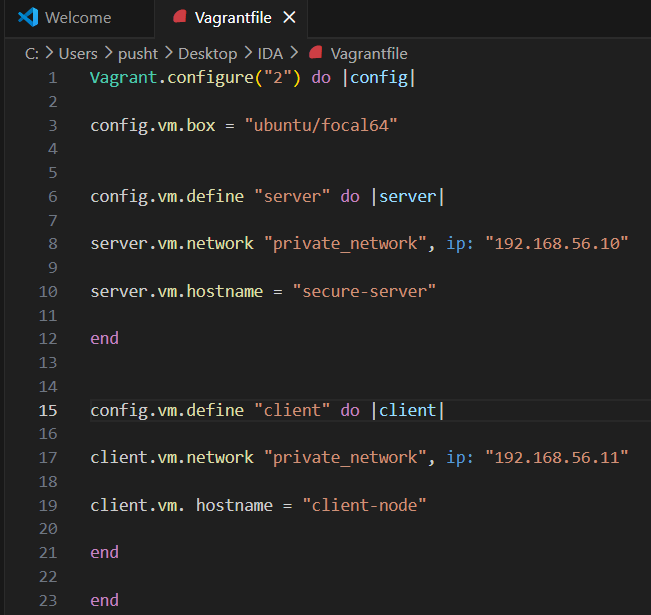 Welcome Vagrantfile
C: > Users > pusht > Desktop > IDA > Vagrantfile
1 Vagrant.configure("2") do |config|
2
3 config.vm.box = "ubuntu/focal64"
4
5
6 config.vm.define "server" do |server|
7
8 server.vm.network "private_network", ip: "192.168.56.10"
9
10 server.vm.hostname = "secure-server"
11
12 end
13
14
15 config.vm.define "client" do |client|
16
17 client.vm.network "private_network", ip: "192.168.56.11"
18
19 client.vm. hostname = "client-node"
20
21 end
22
23 end